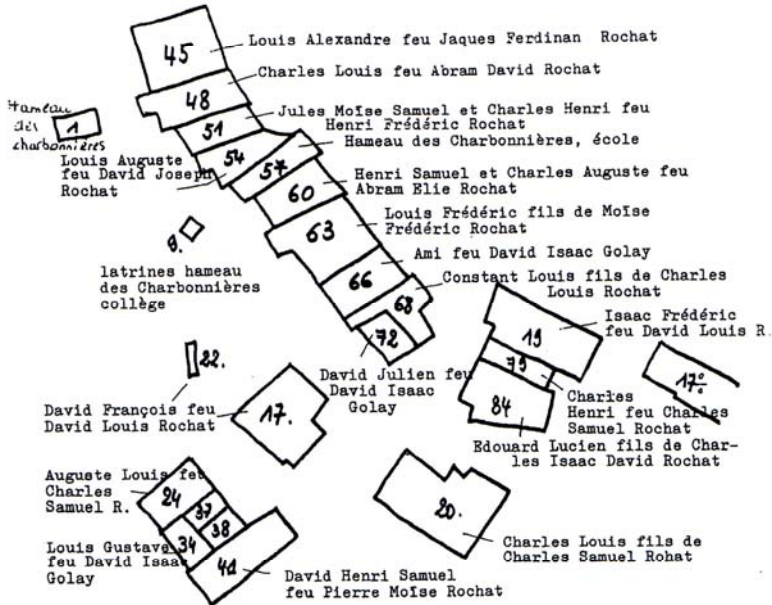 45
Louis Alexandre feu Jaques Ferdinan Rochat
48
Charles Louis feu Abram David Rochat
Hameau
des
charbonnières
1
51
Jules Moïse Samuel et Charles Henri feu
Henri Frédéric Rochat
54
Louis Auguste
feu David Joseph
Rochat
57
Hameau des Charbonnières, école
60
Henri Samuel et Charles Auguste feu
Abram Elie Rochat
63
Louis Frédéric fils de Moïse
Frédéric Rochat
8.
latrines hameau
des Charbonnières
collège
66
Ami feu David Isaac Golay
68
Constant Louis fils de Charles
Louis Rochat
72
David Julien feu
David Isaac
Golay
19
Isaac Frédéric
feu David Louis R.
79
Charles
Henri feu Charles
Samuel Rochat
84
Edouard Lucien fils de Char-
les Isaac David Rochat
17
22.
David François feu
David Louis Rochat
17.
Auguste Louis feu
Charles
Samuel R.
24
37
38
34
Louis Gustave
feu David Isaac
Golay
41
David Henri Samuel
feu Pierre Moïse Rochat
20.
Charles Louis fils de
Charles Samuel Rohat